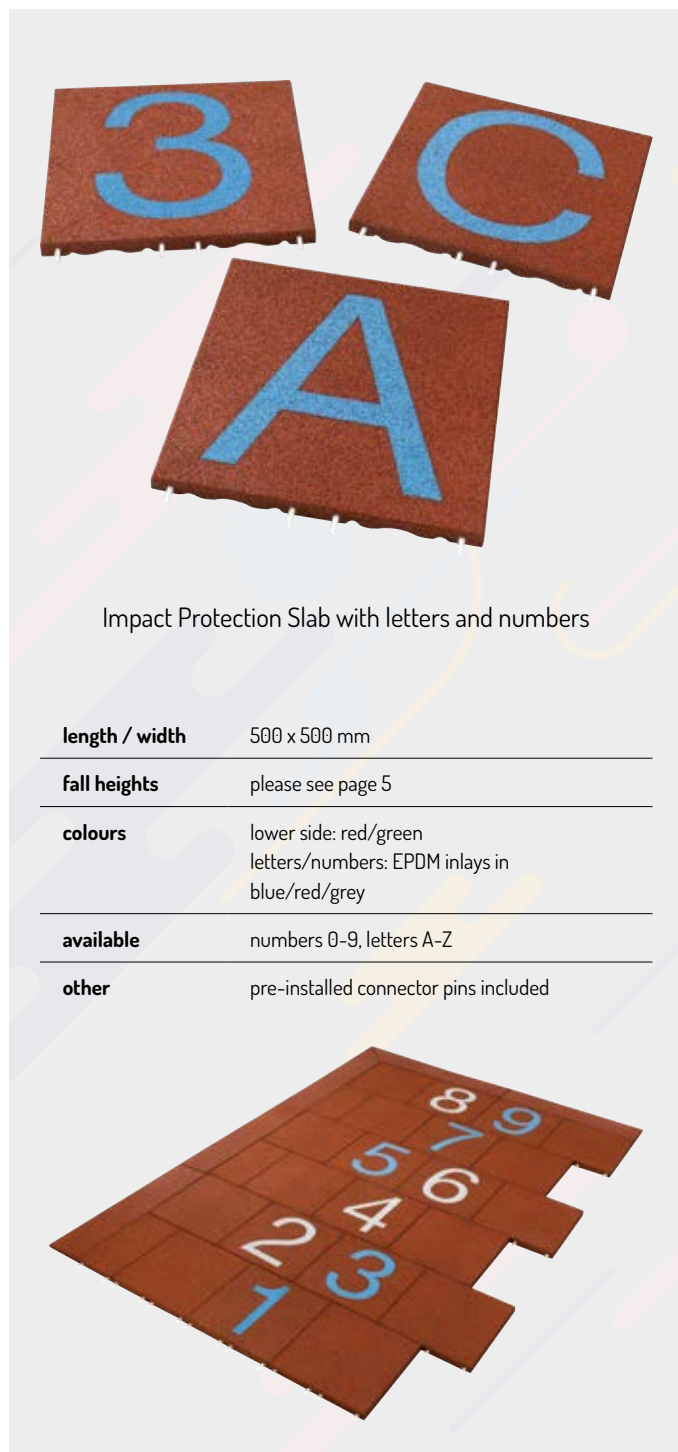 3
C
A
Impact Protection Slab with letters and numbers
length / width 500 x 500 mm
fall heights please see page 5
colours lower side: red/green
letters/numbers: EPDM inlays in
blue/red/grey
available numbers 0-9, letters A-Z
other pre-installed connector pins included
8 9
7
5 6
4
2 3
1